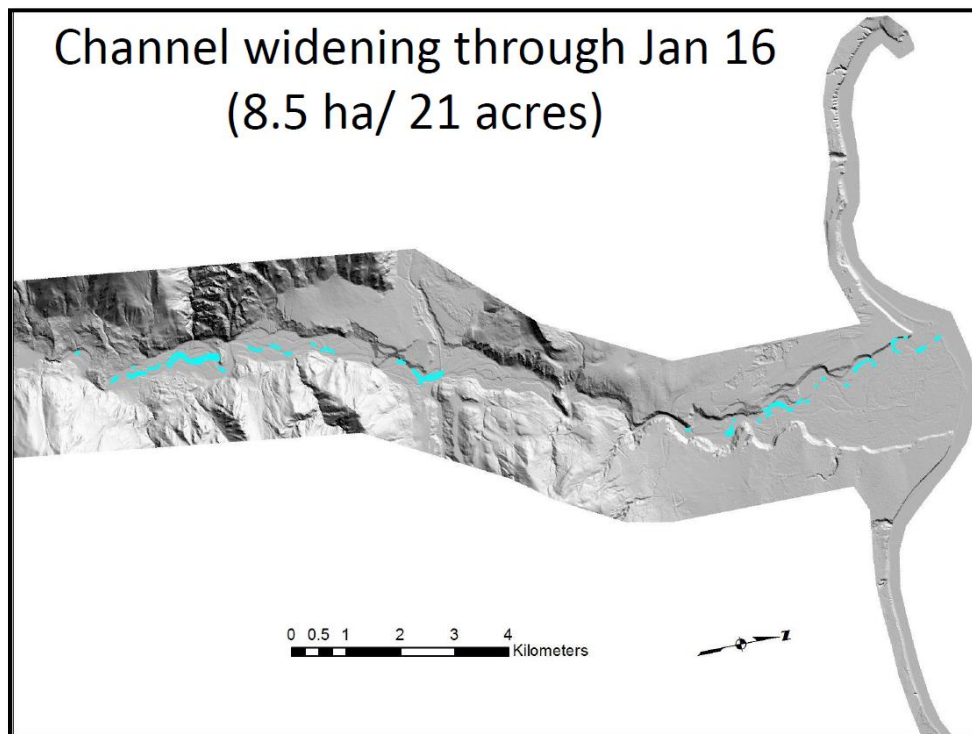 Channel widening through Jan 16
(8.5 ha/ 21 acres)
0 0.5 1 2 3 4
Kilometers
N